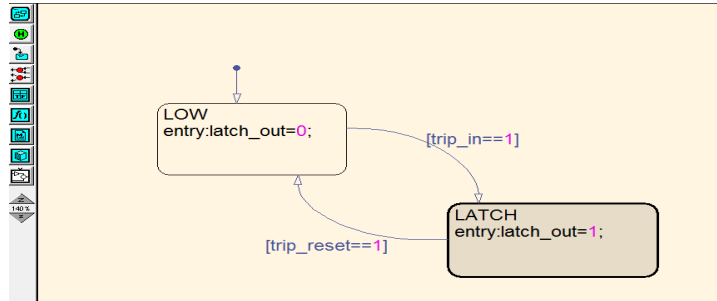 LOW
entry:latch_out=0;
[trip_in==1]
LATCH
entry:latch_out=1;
[trip_reset==1]
140%